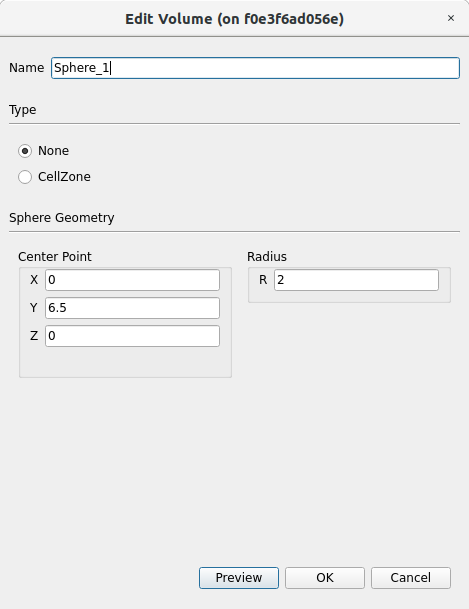 Edit Volume (on f0e3f6ad056e)
×
Name Sphere_1
Type
None
CellZone
Sphere Geometry
Center Point Radius
X 0 R 2
Y 6.5
Z 0
Preview OK Cancel